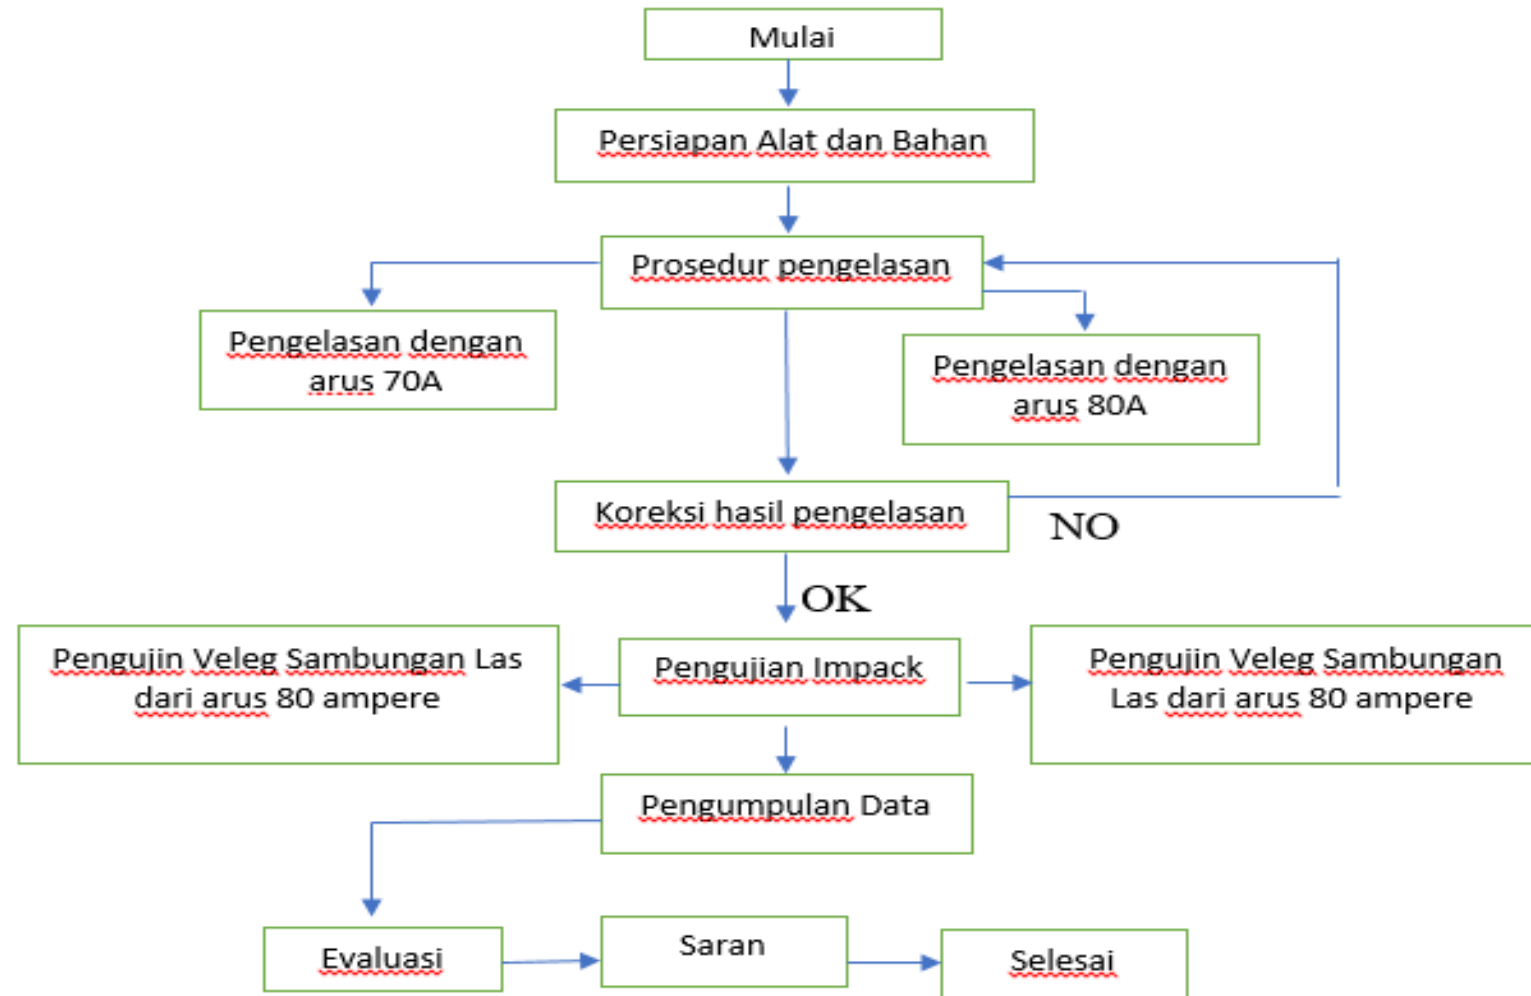 Mulai
Persiapan Alat dan Bahan
Prosedur pengelasan
Pengelasan dengan
arus 70A
Pengelasan dengan
arus 80A
Koreksi hasil pengelasan
NO
OK
Pengujin Veleg Sambungan Las
dari arus 80 ampere
Pengujian Impack
Pengujin Veleg Sambungan
Las dari arus 80 ampere
Pengumpulan Data
Evaluasi
Saran
Selesai